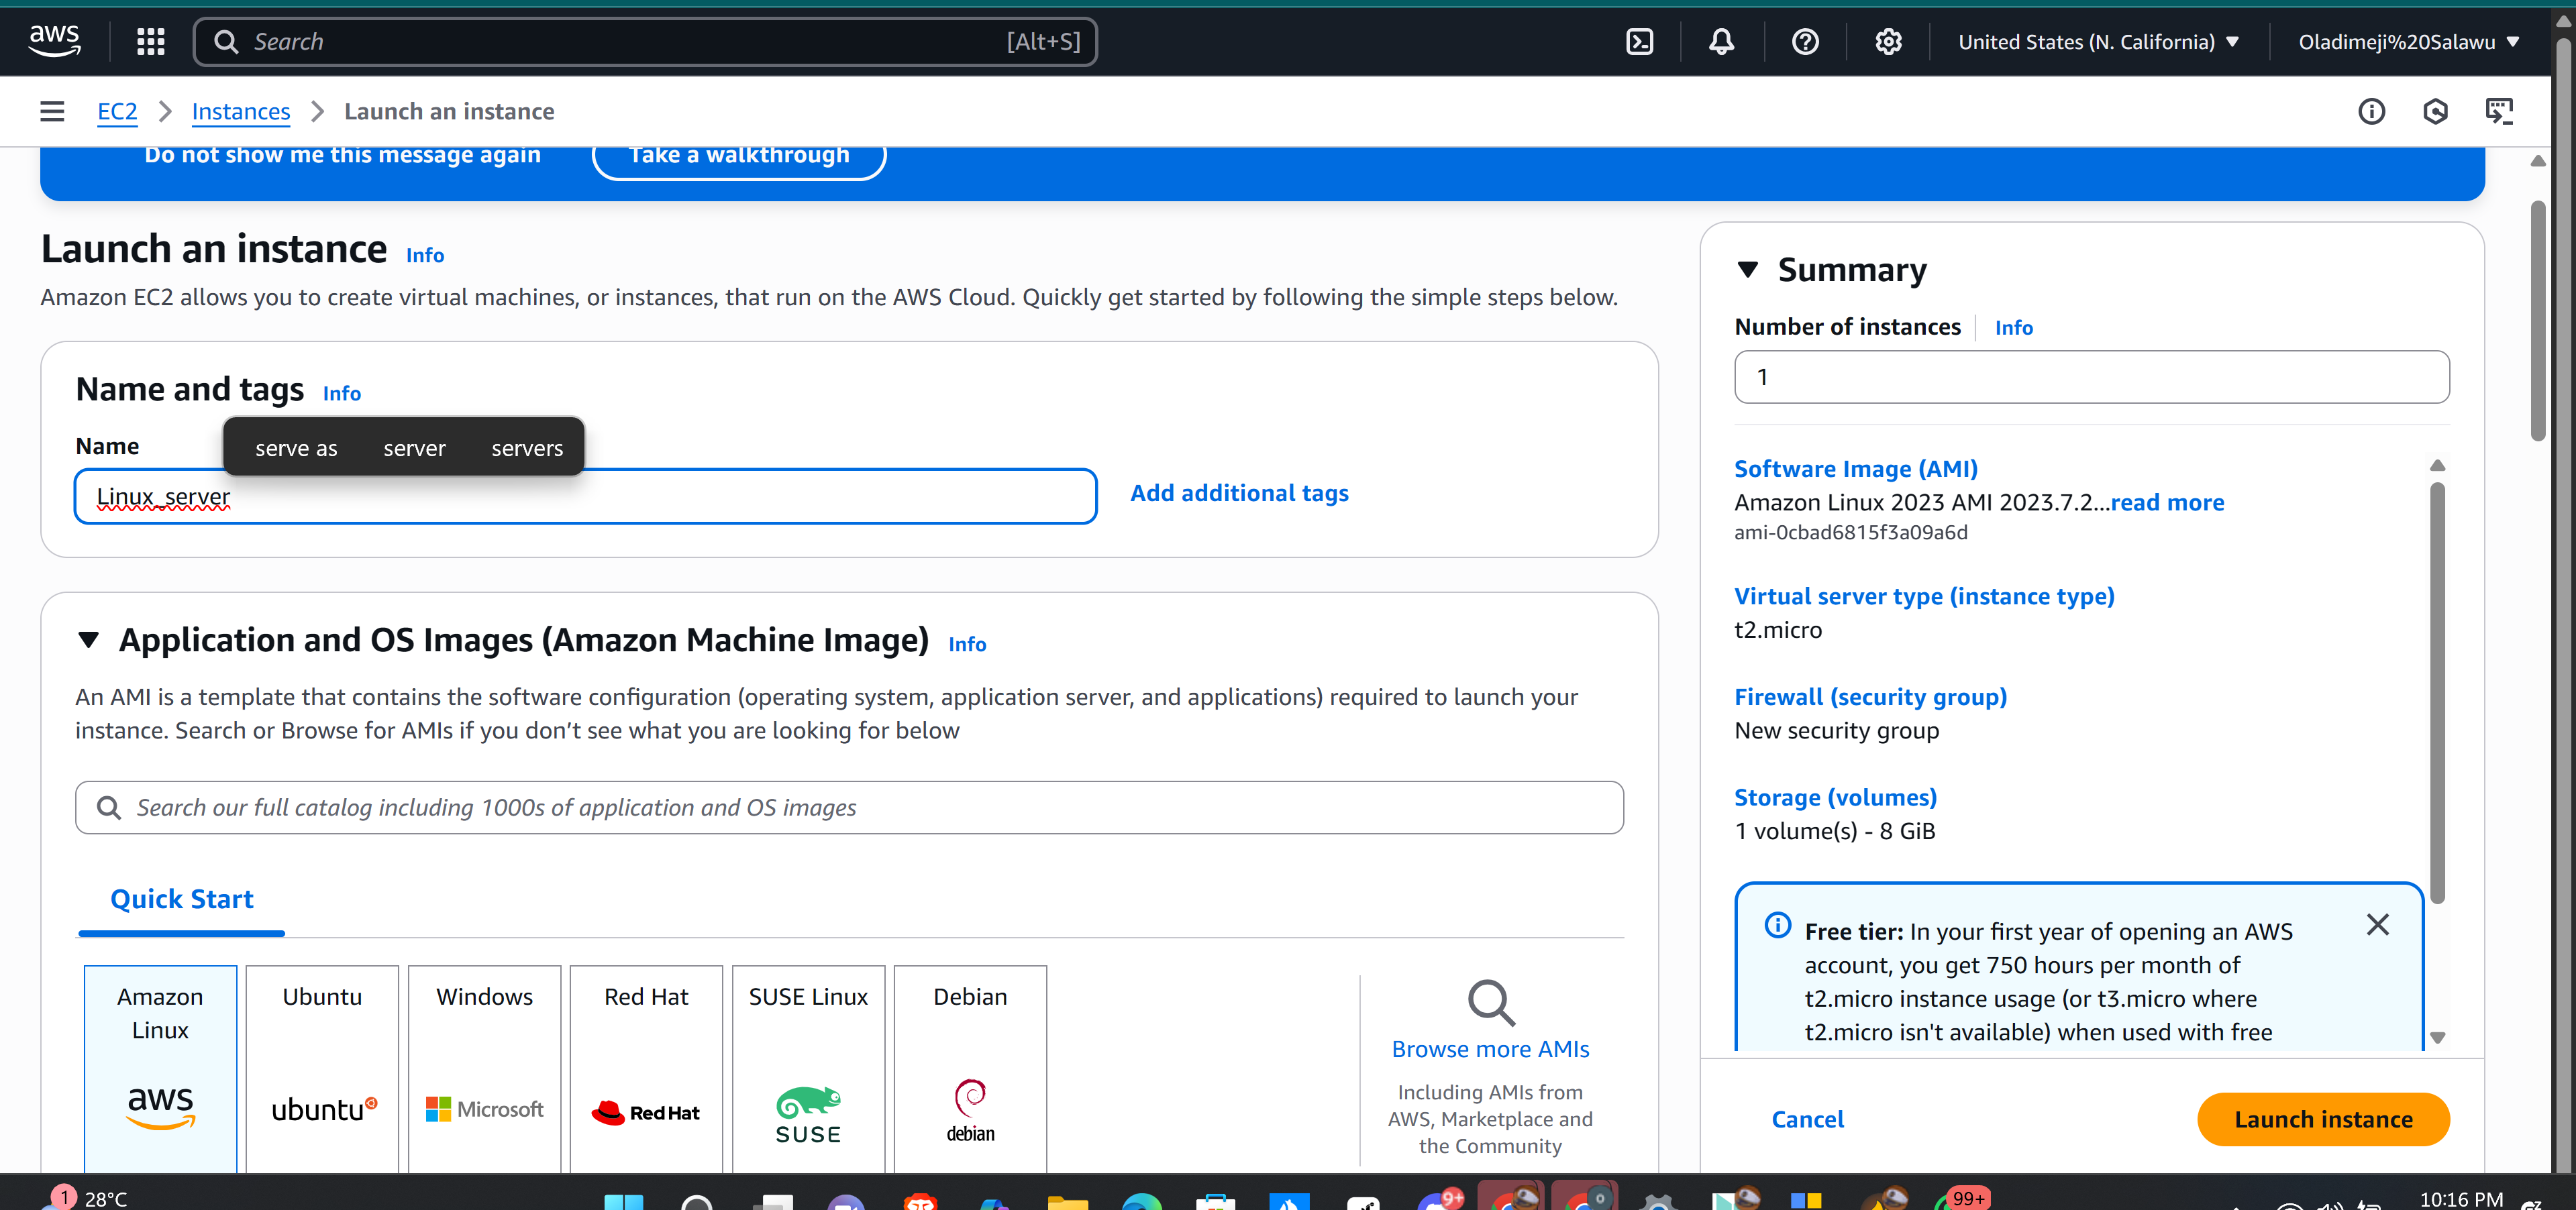 aws
Search
[Alt+S]
United States (N. California)
Oladimeji%20Salawu
EC2
Instances
Launch an instance
Do not show me this message again
Take a walkthrough
Launch an instance
Info
Amazon EC2 allows you to create virtual machines, or instances, that run on the AWS Cloud. Quickly get started by following the simple steps below.
Name and tags
Info
Name
serve as
server
servers
Linux_server
Add additional tags
Application and OS Images (Amazon Machine Image)
Info
An AMI is a template that contains the software configuration (operating system, application server, and applications) required to launch your
instance. Search or Browse for AMIs if you don’t see what you are looking for below
Search our full catalog including 1000s of application and OS images
Quick Start
Amazon
Linux
aws
Ubuntu
ubuntu
Windows
Microsoft
Red Hat
Red Hat
SUSE Linux
SUSE
Debian
debian
Browse more AMIs
Including AMIs from
AWS, Marketplace and
the Community
Summary
Number of instances
Info
1
Software Image (AMI)
Amazon Linux 2023 AMI 2023.7.2...read more
ami-0cbad6815f3a09a6d
Virtual server type (instance type)
t2.micro
Firewall (security group)
New security group
Storage (volumes)
1 volume(s) - 8 GiB
Free tier: In your first year of opening an AWS
account, you get 750 hours per month of
t2.micro instance usage (or t3.micro where
t2.micro isn't available) when used with free
Cancel
Launch instance
1
28°C
9+
99+
10:16 PM